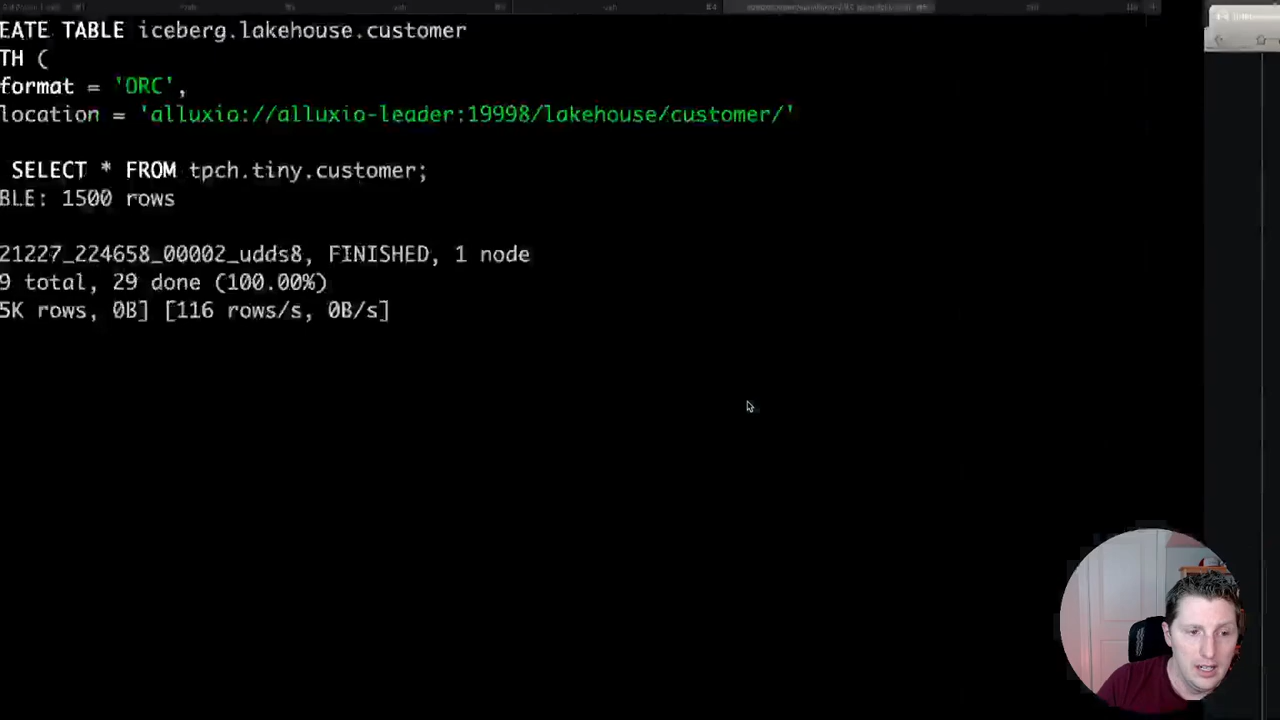 EATE TABLE iceberg.lakehouse.customer
TH (
format = 'ORC',
location = 'alluxio://alluxio-leader:19998/lakehouse/customer/'
SELECT * FROM tpch.tiny.customer;
BLE: 1500 rows
21227_224658_00002_udds8, FINISHED, 1 node
9 total, 29 done (100.00%)
5K rows, 0B] [116 rows/s, 0B/s]